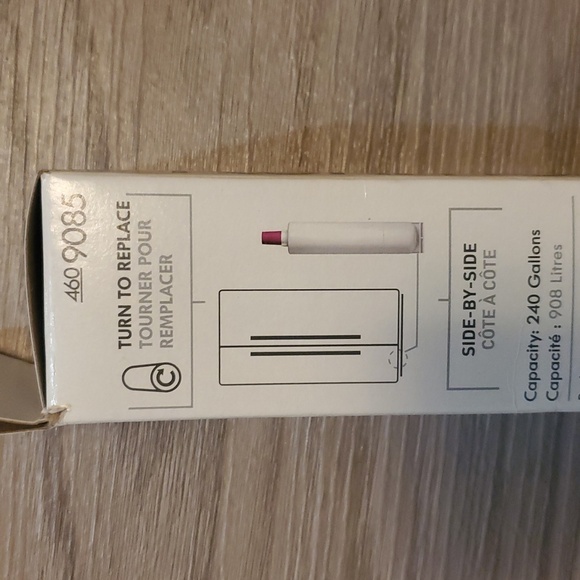 460 9085
TURN TO REPLACE
TOURNER POUR
REMPLACER
SIDE-BY-SIDE
CÔTE À CÔTE
Capacity: 240 Gallons
Capacité : 908 Litres